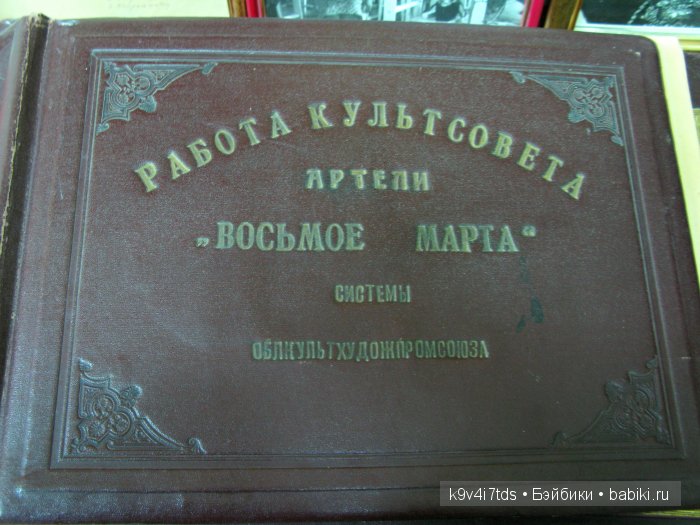 РАБОТА КУЛЬТСОВЕТА
АРТЕЛИ
„ВОСЬМОЕ МАРТА“
СИСТЕМЫ
ОБЛКУЛЬТХУДОЖПРОМСОЮЗА
k9v4i7tds • Бэйбики • babiki.ru